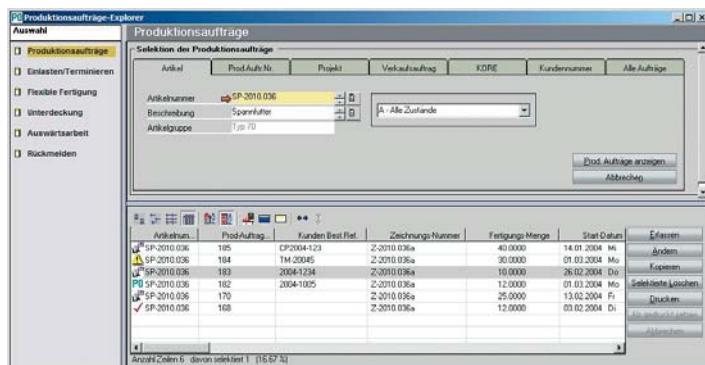 Produktionsaufträge-Explorer
Auswahl
Produktionsaufträge
Einlasten/Terminieren
Flexible Fertigung
Unterdeckung
Auswärtsarbeit
Rückmelden
Produktionsaufträge
Selektion der Produktionsaufträge
Artikel Prod.Auftr.Nr. Projekt Verkaufsauftrag KORE Kundennummer Alle Aufträge
Artikelnummer SP-2010.036
Beschreibung Spannfutter
Artikelgruppe Typ 70
A - Alle Zustände
Prod. Aufträge anzeigen
Abbrechen
Artikelnum... Prod-Auftrag... Kunden Best.Ref. Zeichnungs-Nummer Fertigungs-Menge Start-Datum
SP-2010.036 185 CP2004-123 Z-2010.036a 40.0000 14.01.2004 Mi
SP-2010.036 184 TM-20045 Z-2010.036a 30.0000 01.03.2004 Mo
SP-2010.036 183 2004-1234 Z-2010.036a 10.0000 26.02.2004 Do
SP-2010.036 182 2004-1005 Z-2010.036a 12.0000 01.03.2004 Mo
SP-2010.036 170 Z-2010.036a 25.0000 13.02.2004 Fr
SP-2010.036 168 Z-2010.036a 12.0000 03.02.2004 Di
Erfassen
Ändern
Kopieren
Selektierte Löschen
Drucken
Als gedruckt setzen
Abbrechen
Anzahl Zeilen 6 davon selektiert 1 (16.67 %)